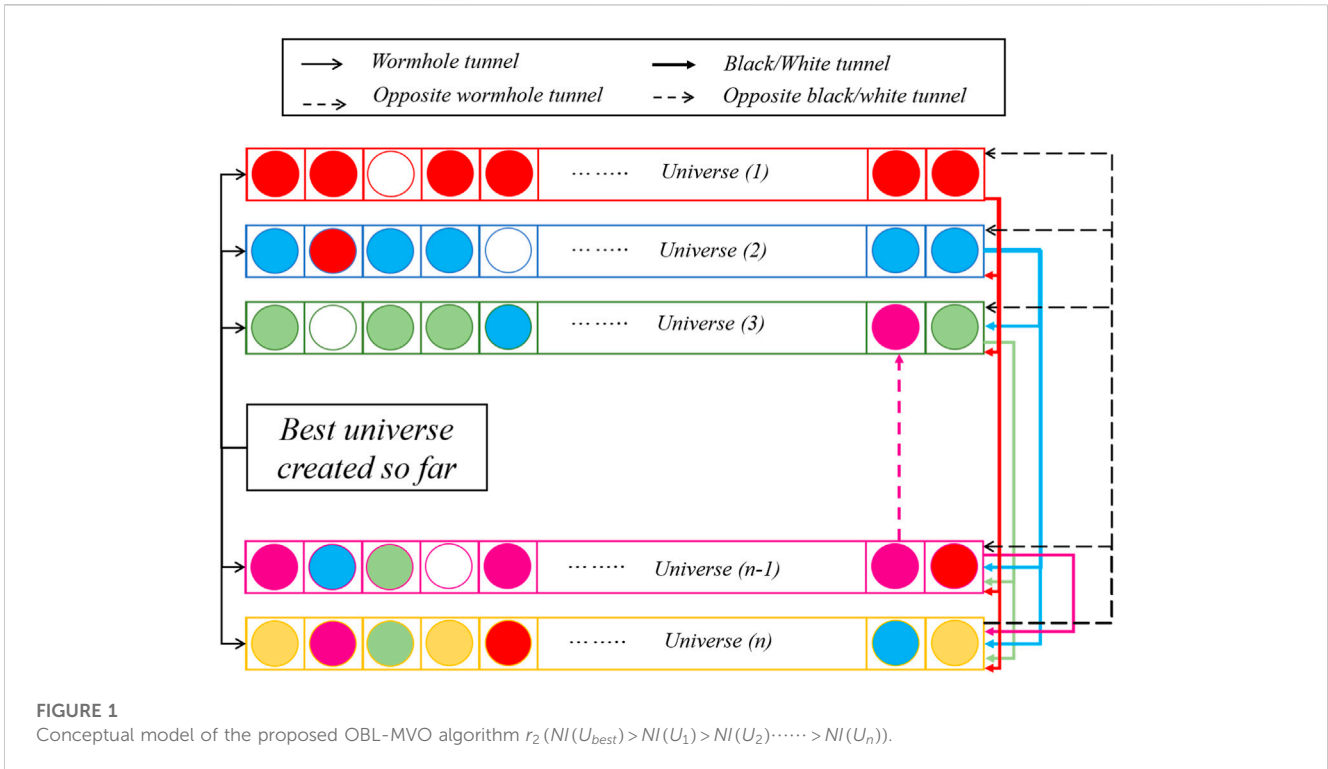 Wormhole tunnel
Black/White tunnel
Opposite wormhole tunnel
Opposite black/white tunnel
……... Universe (1)
……... Universe (2)
……... Universe (3)
Best universe
created so far
……... Universe (n-1)
……... Universe (n)
FIGURE 1
Conceptual model of the proposed OBL-MVO algorithm r₂ (NI(U_best) > NI(U₁) > NI(U₂)······ > NI(Uₙ)).